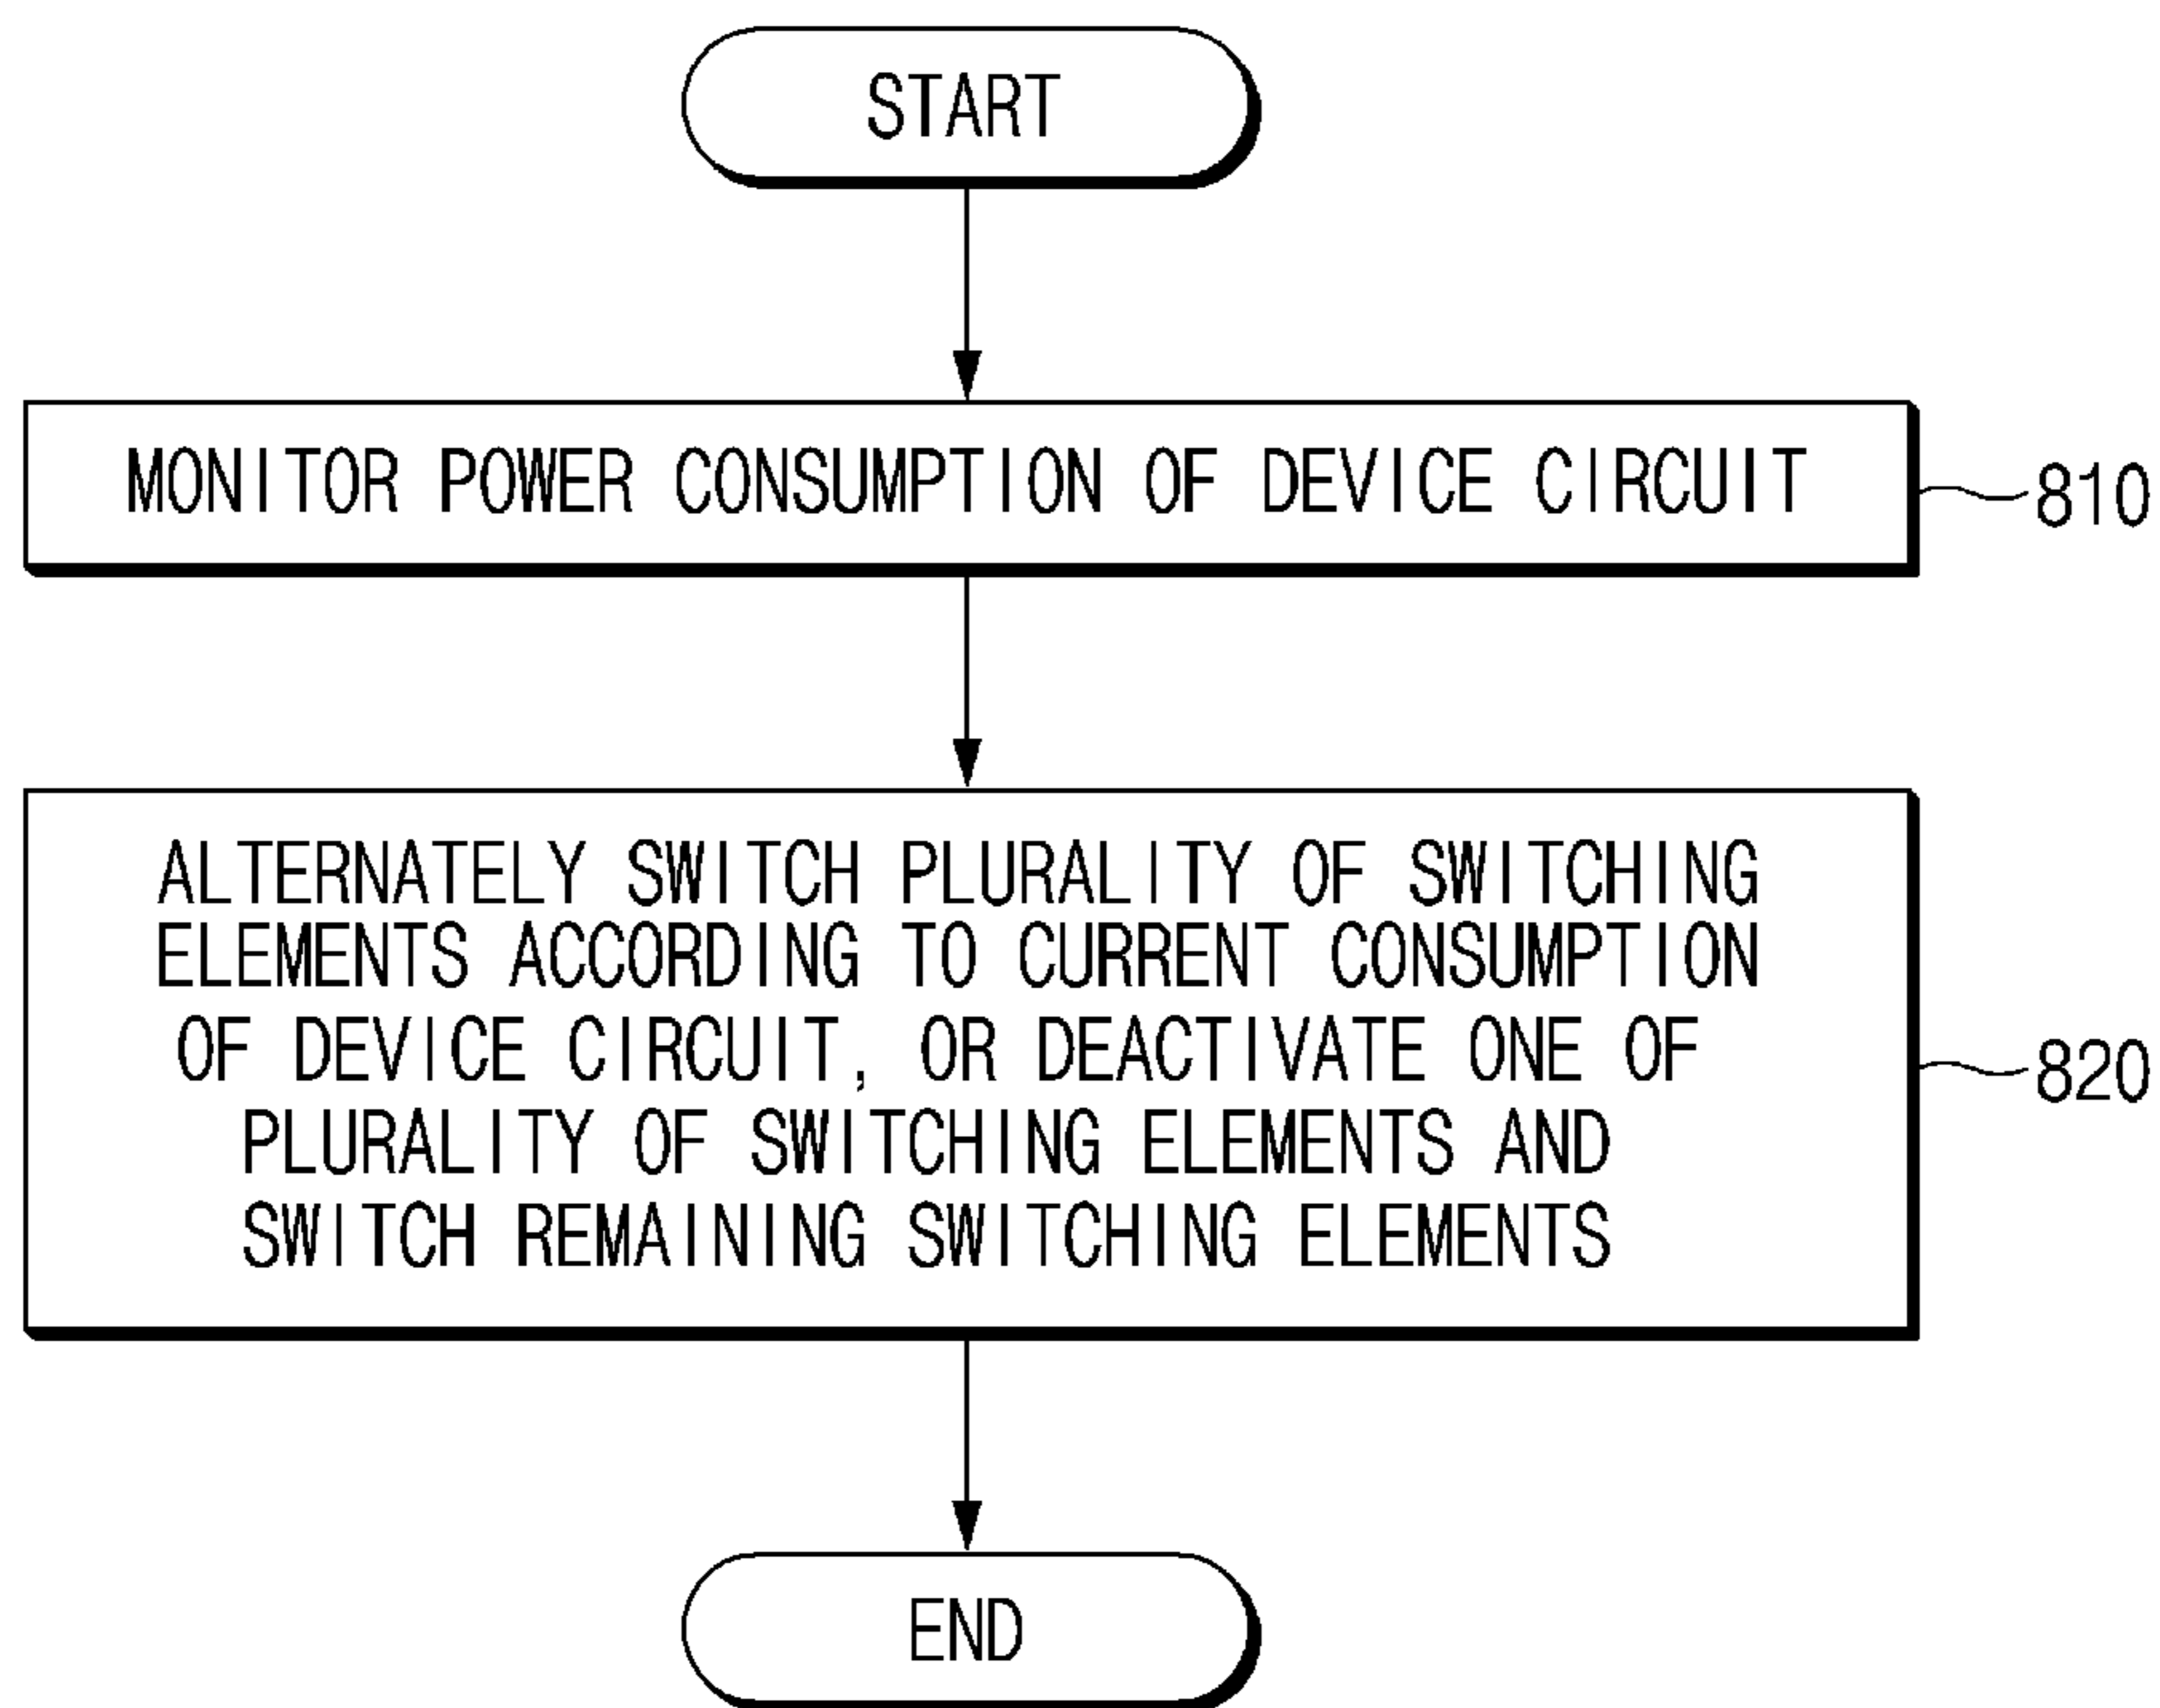 START
MONITOR POWER CONSUMPTION OF DEVICE CIRCUIT
810
ALTERNATELY SWITCH PLURALITY OF SWITCHING
ELEMENTS ACCORDING TO CURRENT CONSUMPTION
OF DEVICE CIRCUIT, OR DEACTIVATE ONE OF
PLURALITY OF SWITCHING ELEMENTS AND
SWITCH REMAINING SWITCHING ELEMENTS
820
END